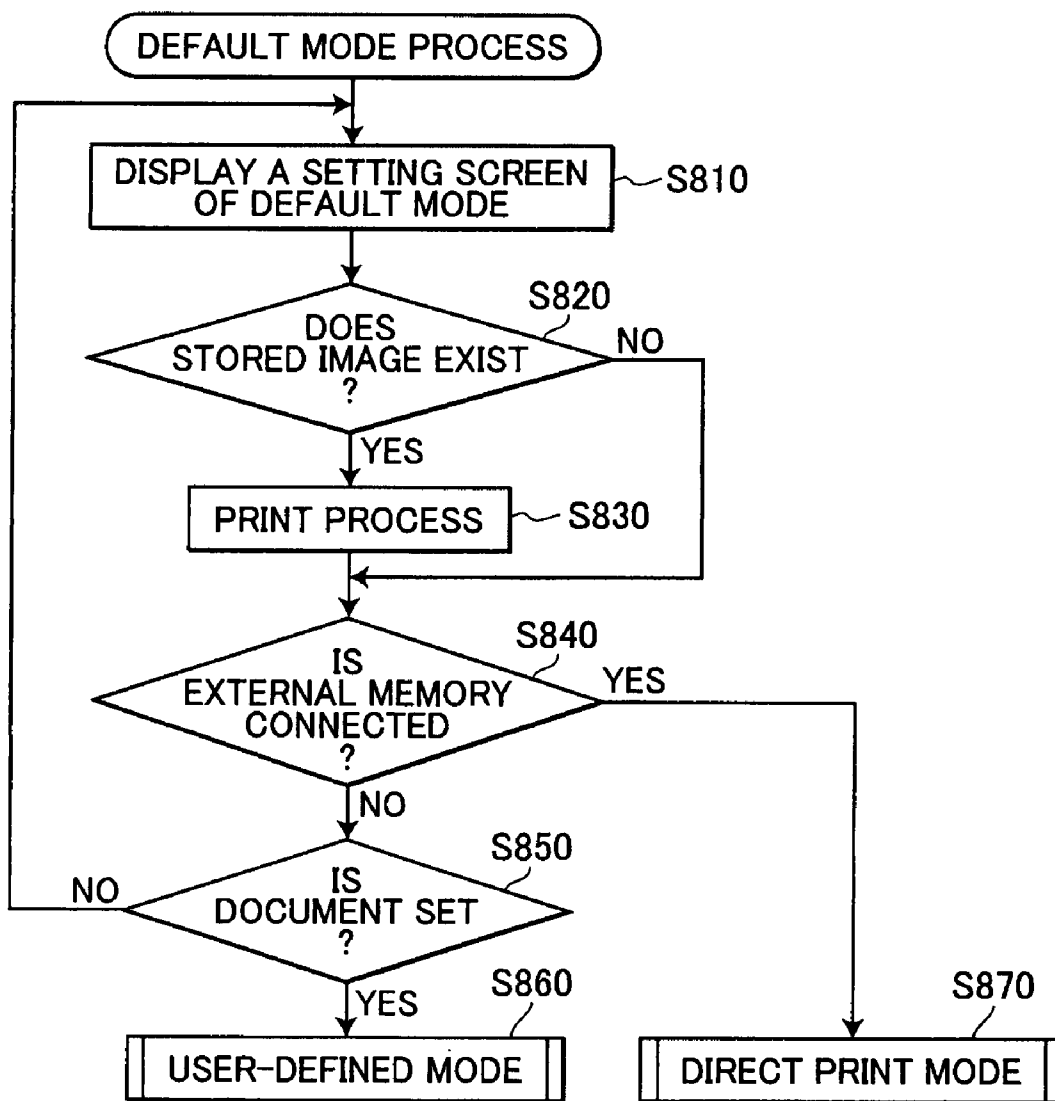 DEFAULT MODE PROCESS
DISPLAY A SETTING SCREEN
OF DEFAULT MODE
S810
S820
DOES
STORED IMAGE EXIST
?
NO
YES
PRINT PROCESS
S830
S840
IS
EXTERNAL MEMORY
CONNECTED
?
YES
NO
S850
IS
DOCUMENT SET
?
NO
YES
S860
USER-DEFINED MODE
S870
DIRECT PRINT MODE